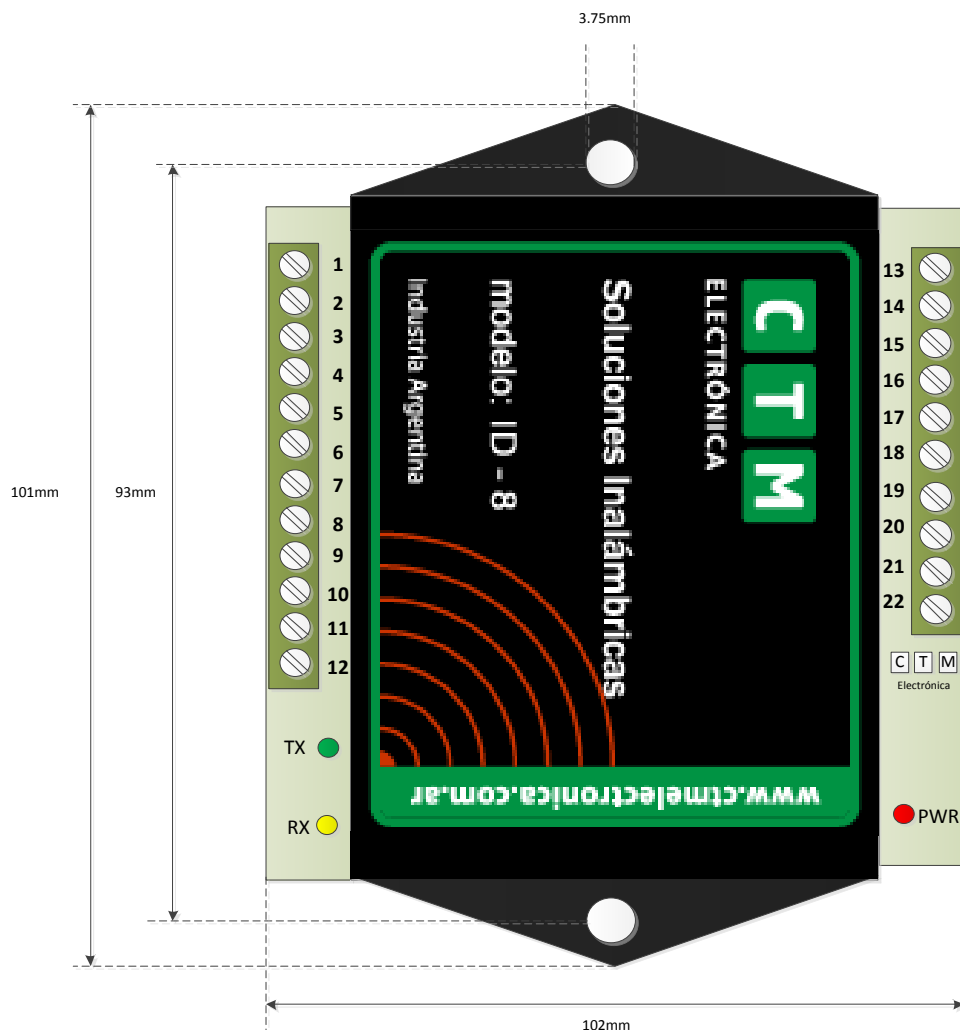 3.75mm
101mm
93mm
102mm
1
2
3
4
5
6
7
8
9
10
11
12
TX
RX
C T M
ELECTRÓNICA
Soluciones Inalámbricas
modelo: ID - 8
Industria Argentina
www.ctmelectronica.com.ar
13
14
15
16
17
18
19
20
21
22
C T M
Electrónica
PWR